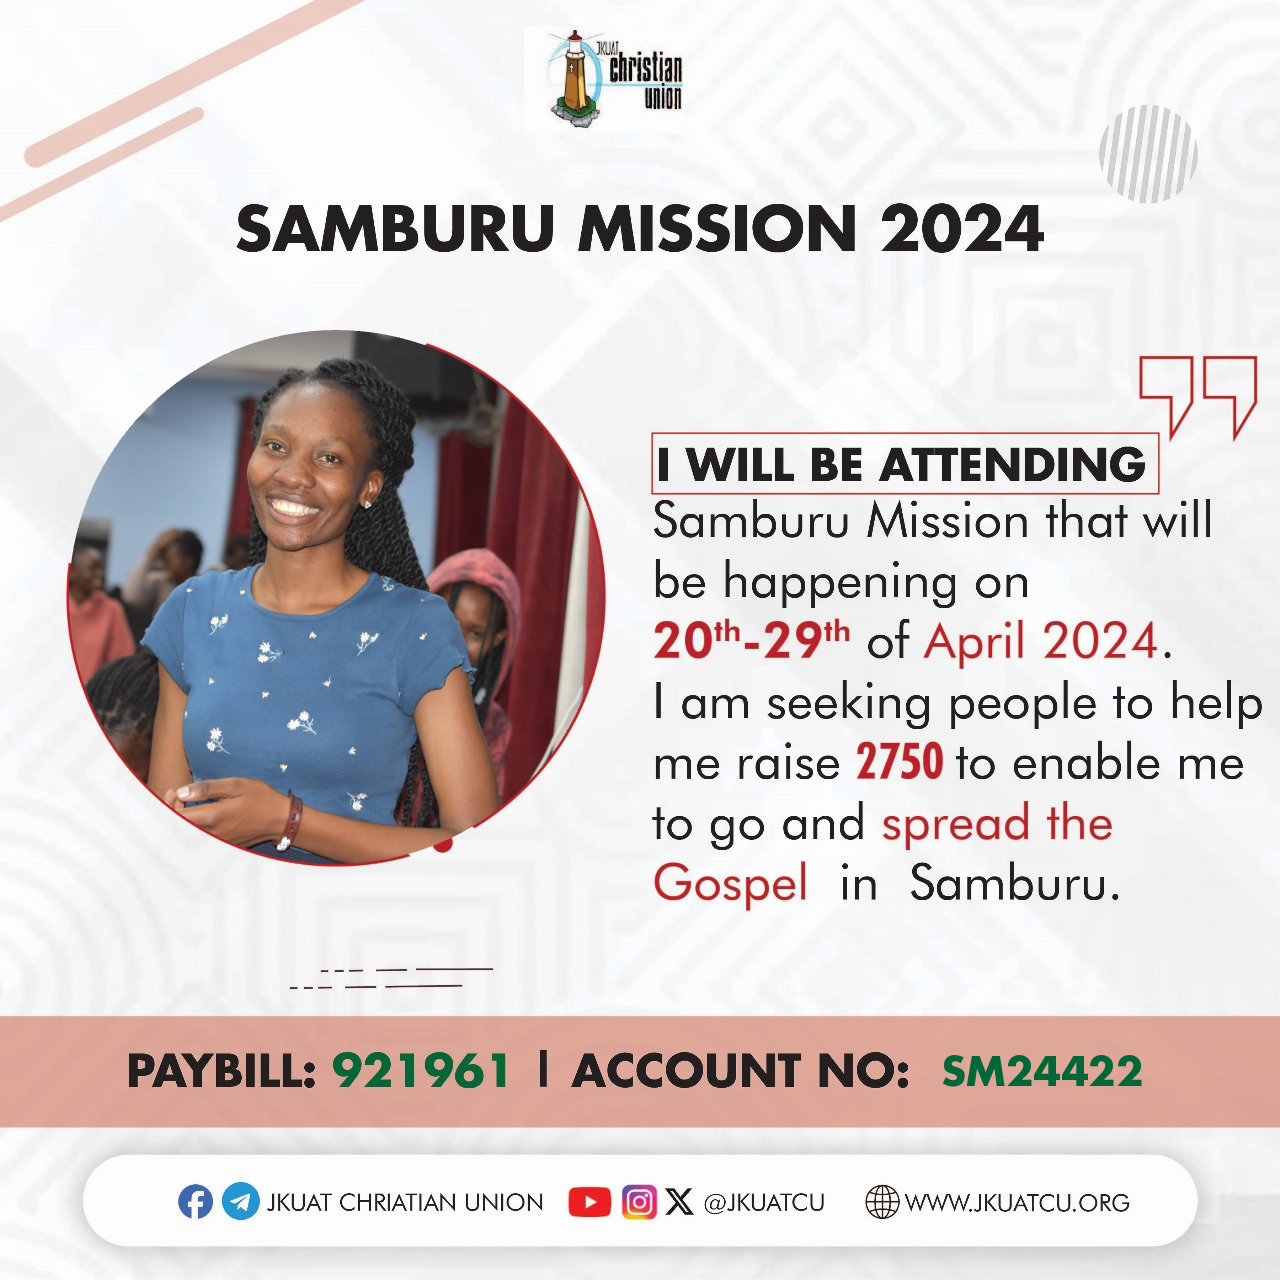 JKUAT
christian
union
SAMBURU MISSION 2024
I WILL BE ATTENDING
Samburu Mission that will
be happening on
20th-29th of April 2024.
I am seeking people to help
me raise 2750 to enable me
to go and spread the
Gospel in Samburu.
PAYBILL: 921961 | ACCOUNT NO: SM24422
JKUAT CHRIATIAN UNION @JKUATCU WWW.JKUATCU.ORG